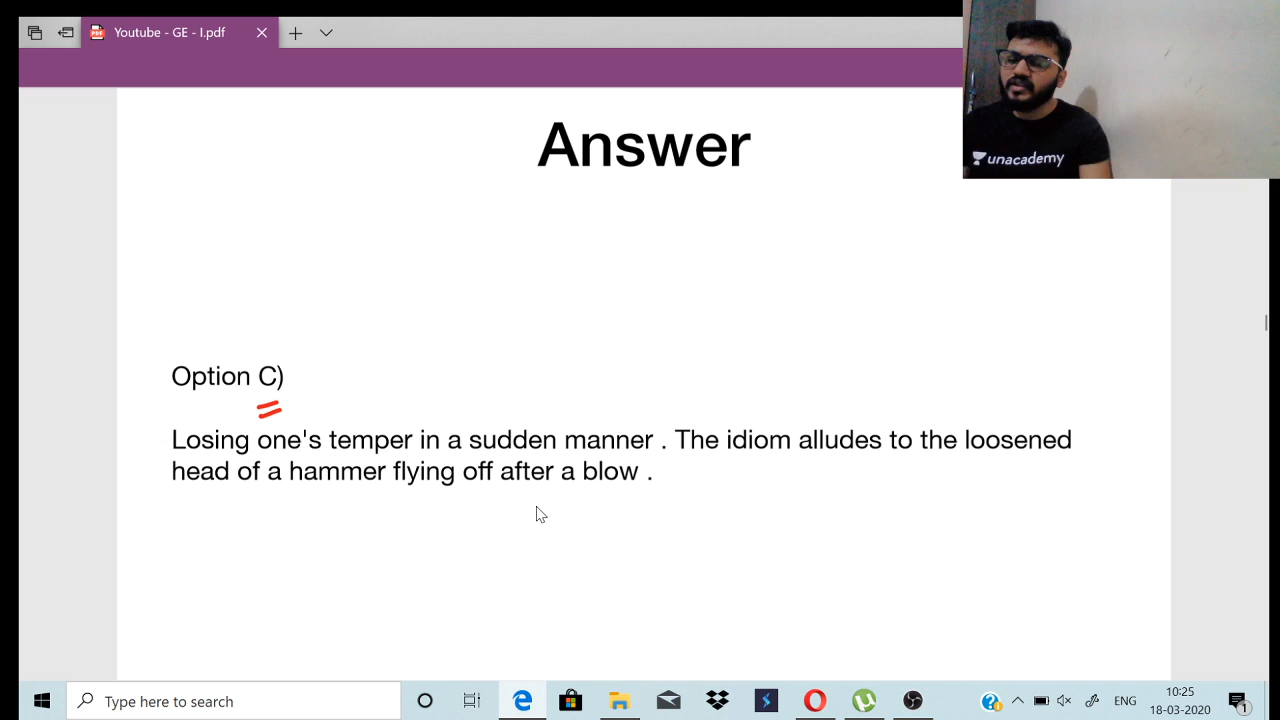 Youtube - GE - I.pdf
unacademy
Answer
Option C)
Losing one's temper in a sudden manner . The idiom alludes to the loosened
head of a hammer flying off after a blow .
Type here to search
ENG
10:25
18-03-2020
1